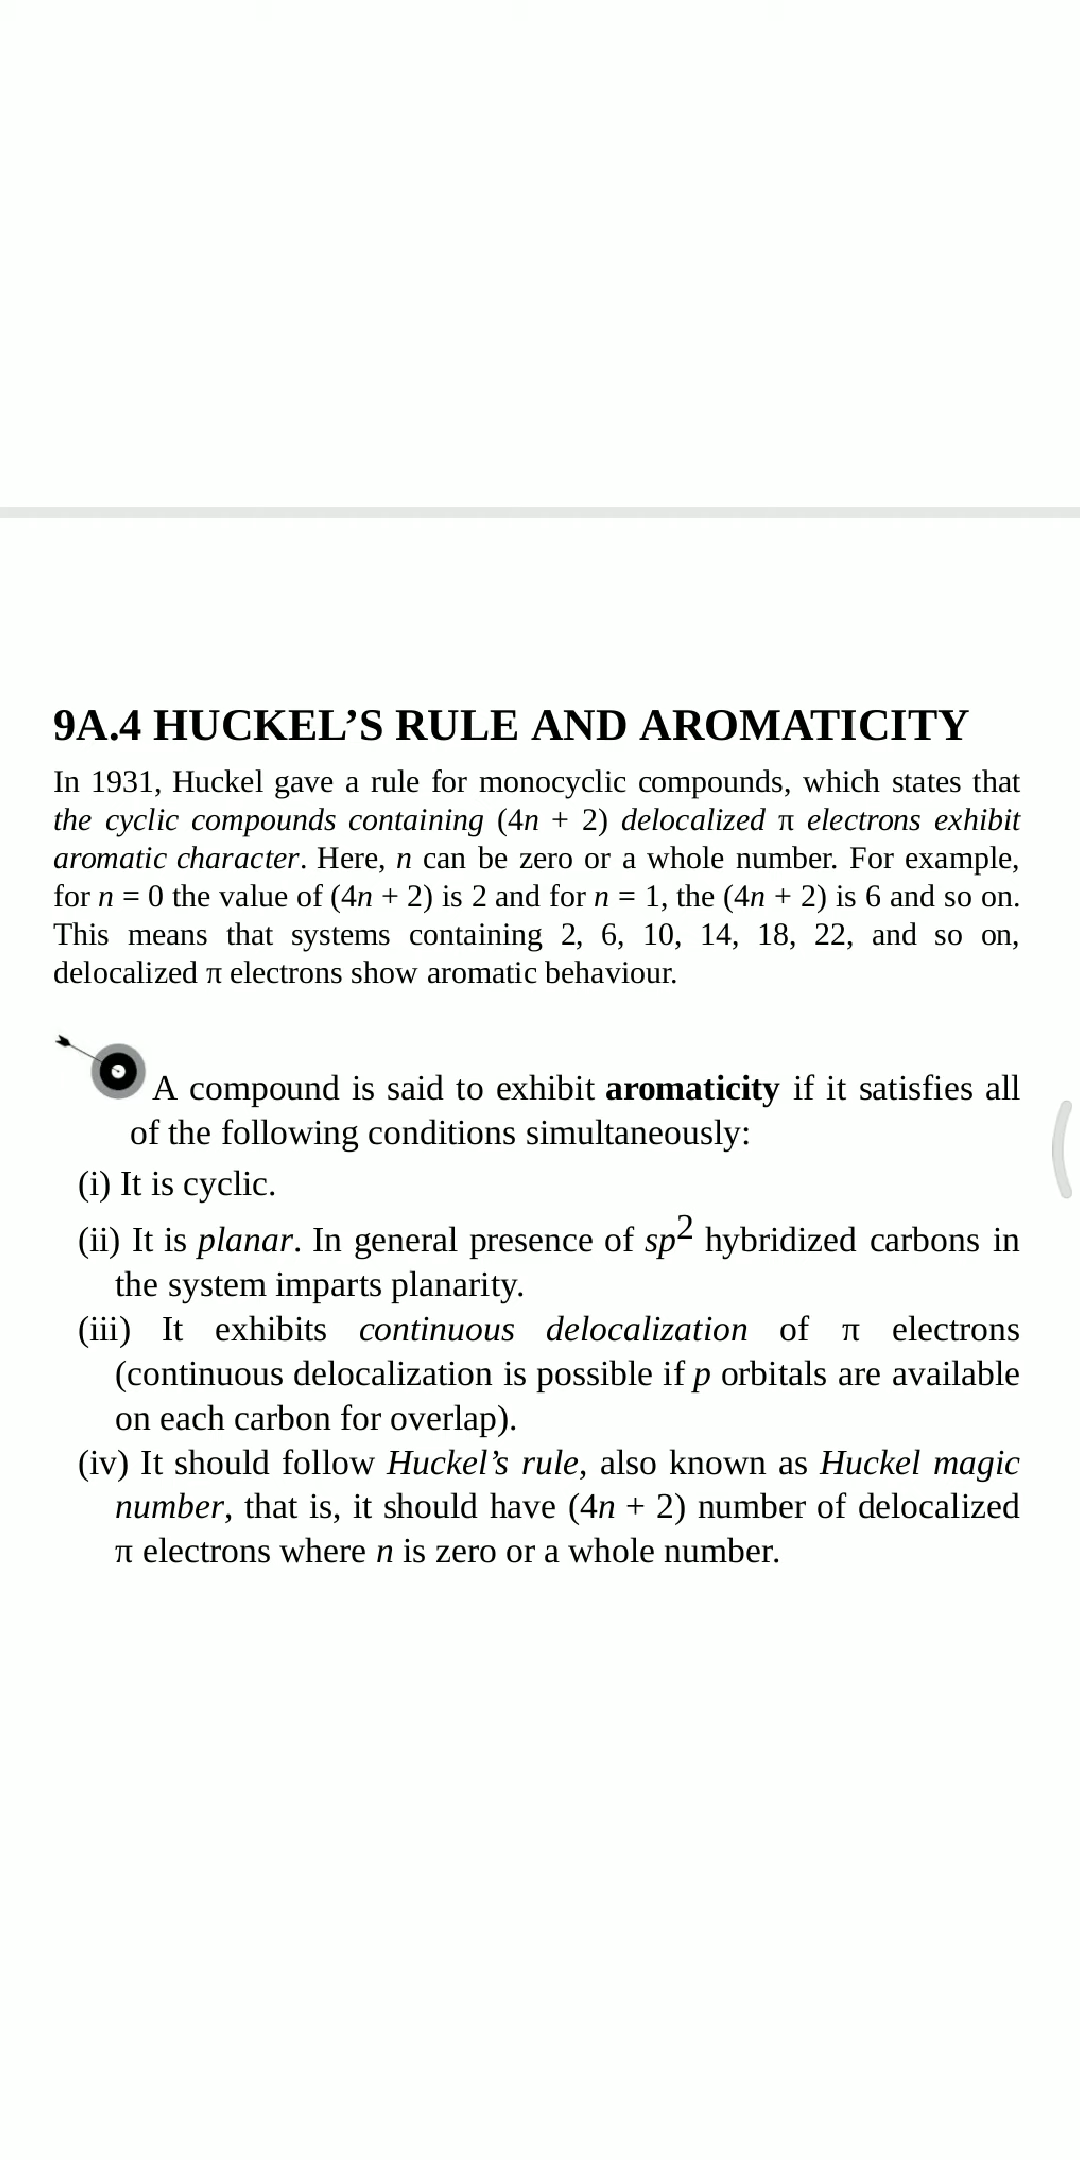 9A.4 HUCKEL’S RULE AND AROMATICITY
In 1931, Huckel gave a rule for monocyclic compounds, which states that
the cyclic compounds containing (4n + 2) delocalized π electrons exhibit
aromatic character. Here, n can be zero or a whole number. For example,
for n = 0 the value of (4n + 2) is 2 and for n = 1, the (4n + 2) is 6 and so on.
This means that systems containing 2, 6, 10, 14, 18, 22, and so on,
delocalized π electrons show aromatic behaviour.
A compound is said to exhibit aromaticity if it satisfies all
of the following conditions simultaneously:
(i) It is cyclic.
(ii) It is planar. In general presence of sp² hybridized carbons in
the system imparts planarity.
(iii) It exhibits continuous delocalization of π electrons
(continuous delocalization is possible if p orbitals are available
on each carbon for overlap).
(iv) It should follow Huckel’s rule, also known as Huckel magic
number, that is, it should have (4n + 2) number of delocalized
π electrons where n is zero or a whole number.